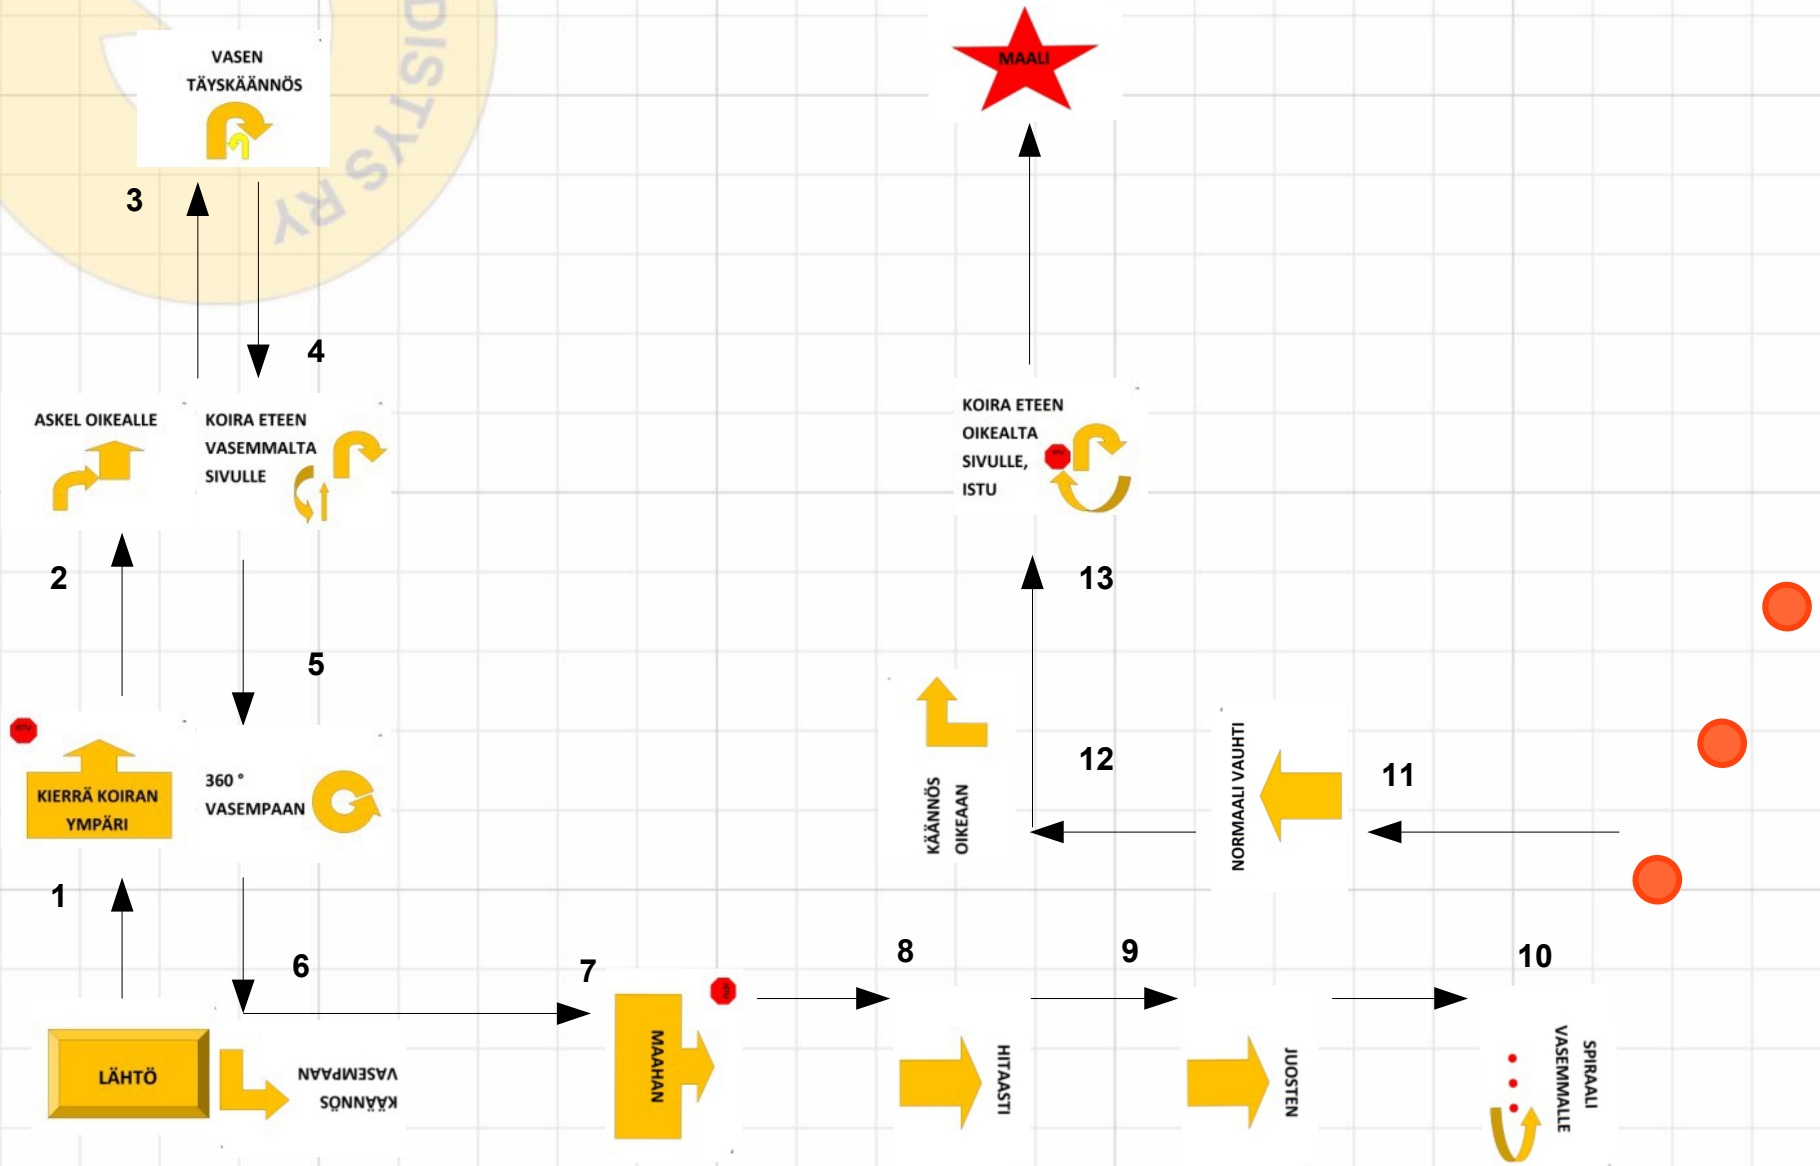 DISTYS RY
VASEN
TÄYSKÄÄNNÖS
MAALI
3
4
ASKEL OIKEALLE
KOIRA ETEEN
VASEMMALTA
SIVULLE
KOIRA ETEEN
OIKEALTA
SIVULLE,
ISTU
2
13
5
KIERRÄ KOIRAN
YMPÄRI
360 °
VASEMPAAN
KÄÄNNÖS
OIKEAAN
12
NORMAALI VAUHTI
11
1
6
7
8
9
10
LÄHTÖ
KÄÄNNÖS
VASEMPAAN
MAAHAN
HITAASTI
JUOSTEN
SPIRAALI
VASEMMALLE